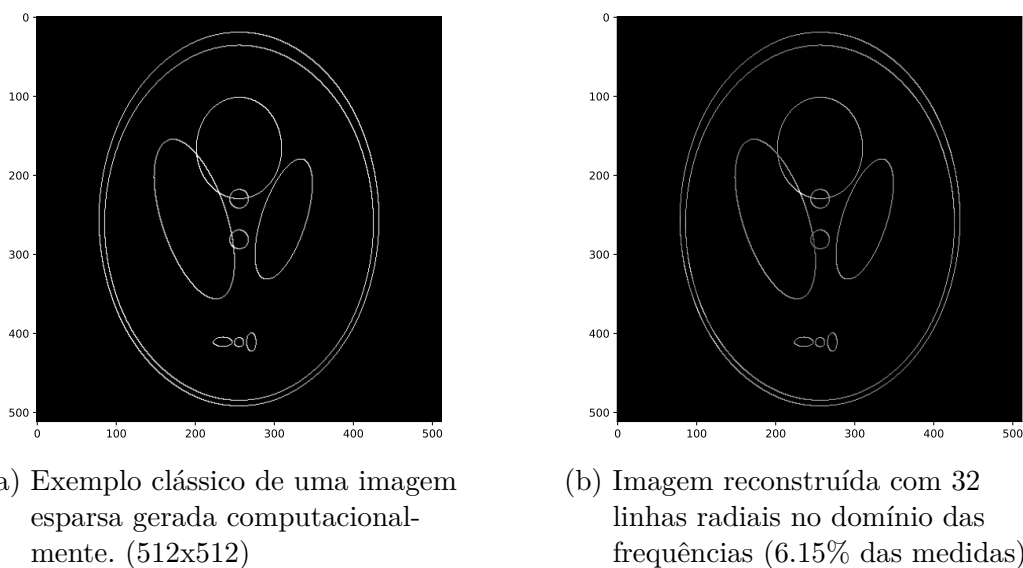 0
100
200
300
400
500
0 100 200 300 400 500
0
100
200
300
400
500
0 100 200 300 400 500
a) Exemplo clássico de uma imagem
esparsa gerada computacional-
mente. (512x512)
(b) Imagem reconstruída com 32
linhas radiais no domínio das
frequências (6.15% das medidas)